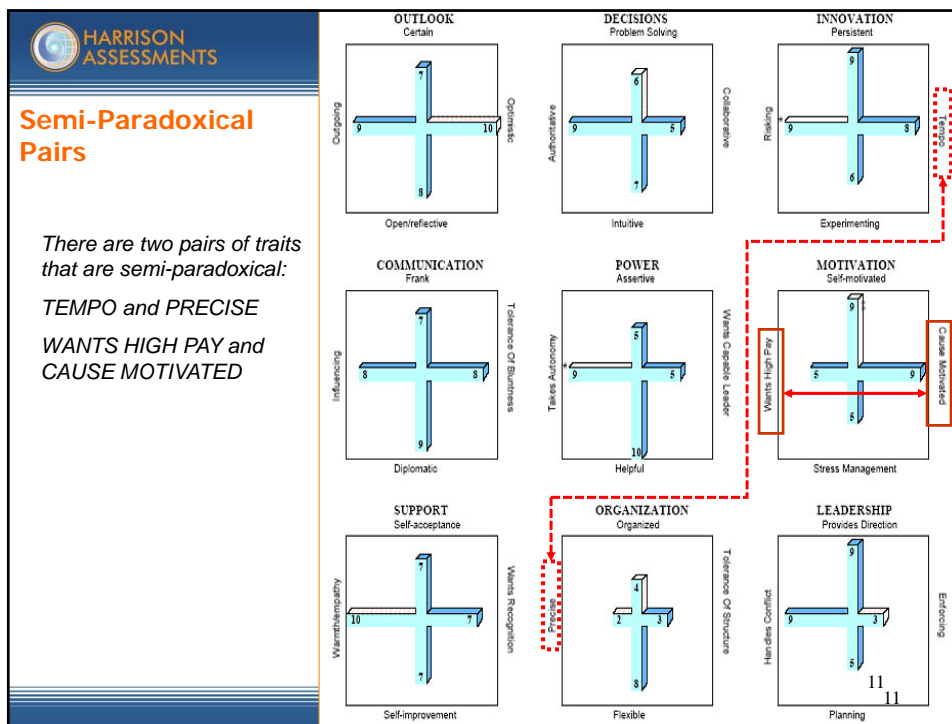 HARRISON
ASSESSMENTS
Semi-Paradoxical
Pairs
There are two pairs of traits
that are semi-paradoxical:
TEMPO and PRECISE
WANTS HIGH PAY and
CAUSE MOTIVATED
OUTLOOK
Certain
7
Outgoing
9
10
Optimistic
8
Open/reflective
DECISIONS
Problem Solving
6
Authoritative
9
5
Collaborative
7
Intuitive
INNOVATION
Persistent
9
Risking
9
8
Tempo
6
Experimenting
COMMUNICATION
Frank
7
Influencing
8
8
Tolerance Of Bluntness
9
Diplomatic
POWER
Assertive
5
Takes Autonomy
9
5
Wants Capable Leader
10
Helpful
MOTIVATION
Self-motivated
9
Wants High Pay
5
9
Cause Motivated
5
Stress Management
SUPPORT
Self-acceptance
7
Warmth/empathy
10
7
Wants Recognition
7
Self-improvement
ORGANIZATION
Organized
4
Precise
2
3
Tolerance Of Structure
8
Flexible
LEADERSHIP
Provides Direction
9
Handles Conflict
9
3
Enforcing
5
Planning
11
11